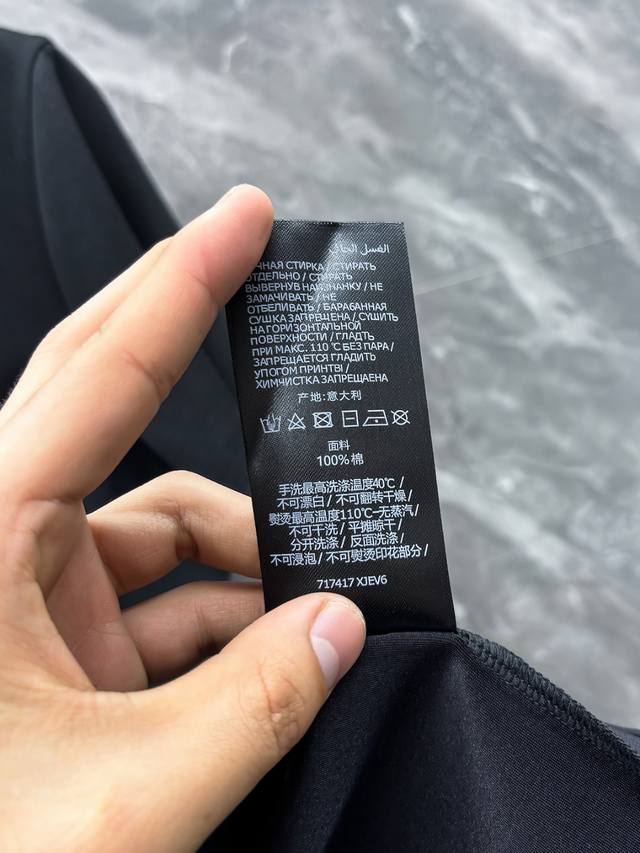 الغسل
ЧНАЯ СТИРКА / СТИРАТЬ
ОТДЕЛЬНО / СТИРАТЬ
ВЫВЕРНУВ НАИЗНАНКУ / НЕ
ЗАМАЧИВАТЬ / НЕ
ОТБЕЛИВАТЬ / БАРАБАННАЯ
СУШКА ЗАПРЕЩЕНА / СУШИТЬ
НА ГОРИЗОНТАЛЬНОЙ
ПОВЕРХНОСТИ / ГЛАДТЬ
ПРИ МАКС. 110 ℃ БЕЗ ПАРА /
ЗАПРЕЩАЕТСЯ ГЛАДИТЬ
УПОГОМ ПРИНТВІ /
ХИМЧИСТКА ЗАПРЕЩАЕНА
产地:意大利
面料
100% 棉
手洗最高洗涤温度40℃ /
不可漂白 / 不可翻转干燥 /
熨烫最高温度110℃-无蒸汽 /
不可干洗 / 平摊晾干 /
分开洗涤 / 反面洗涤 /
不可浸泡 / 不可熨烫印花部分 /
717417 XJEV6